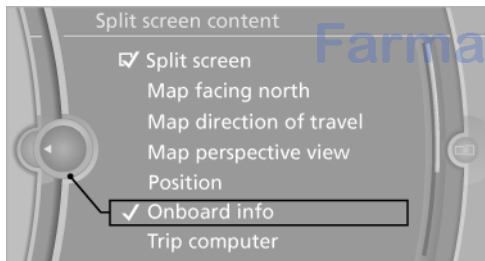 Split screen content
Farma
Split screen
Map facing north
Map direction of travel
Map perspective view
Position
Onboard info
Trip computer